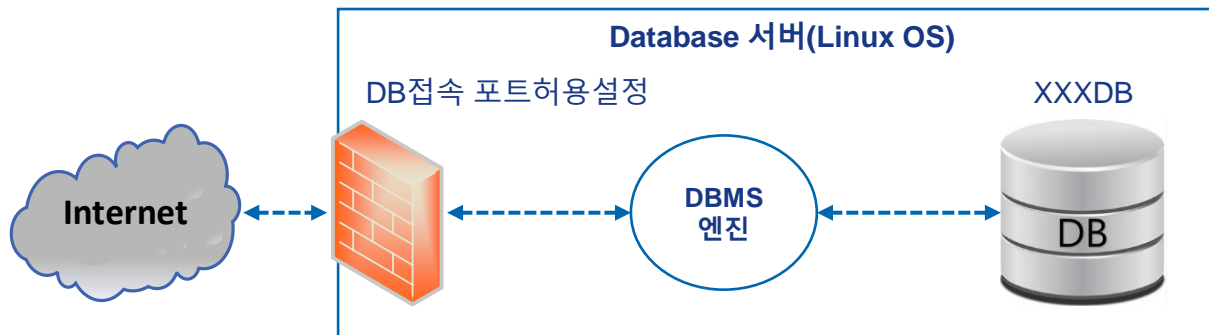 Database 서버(Linux OS)
DB접속 포트허용설정
XXXDB
Internet
DBMS
엔진
DB